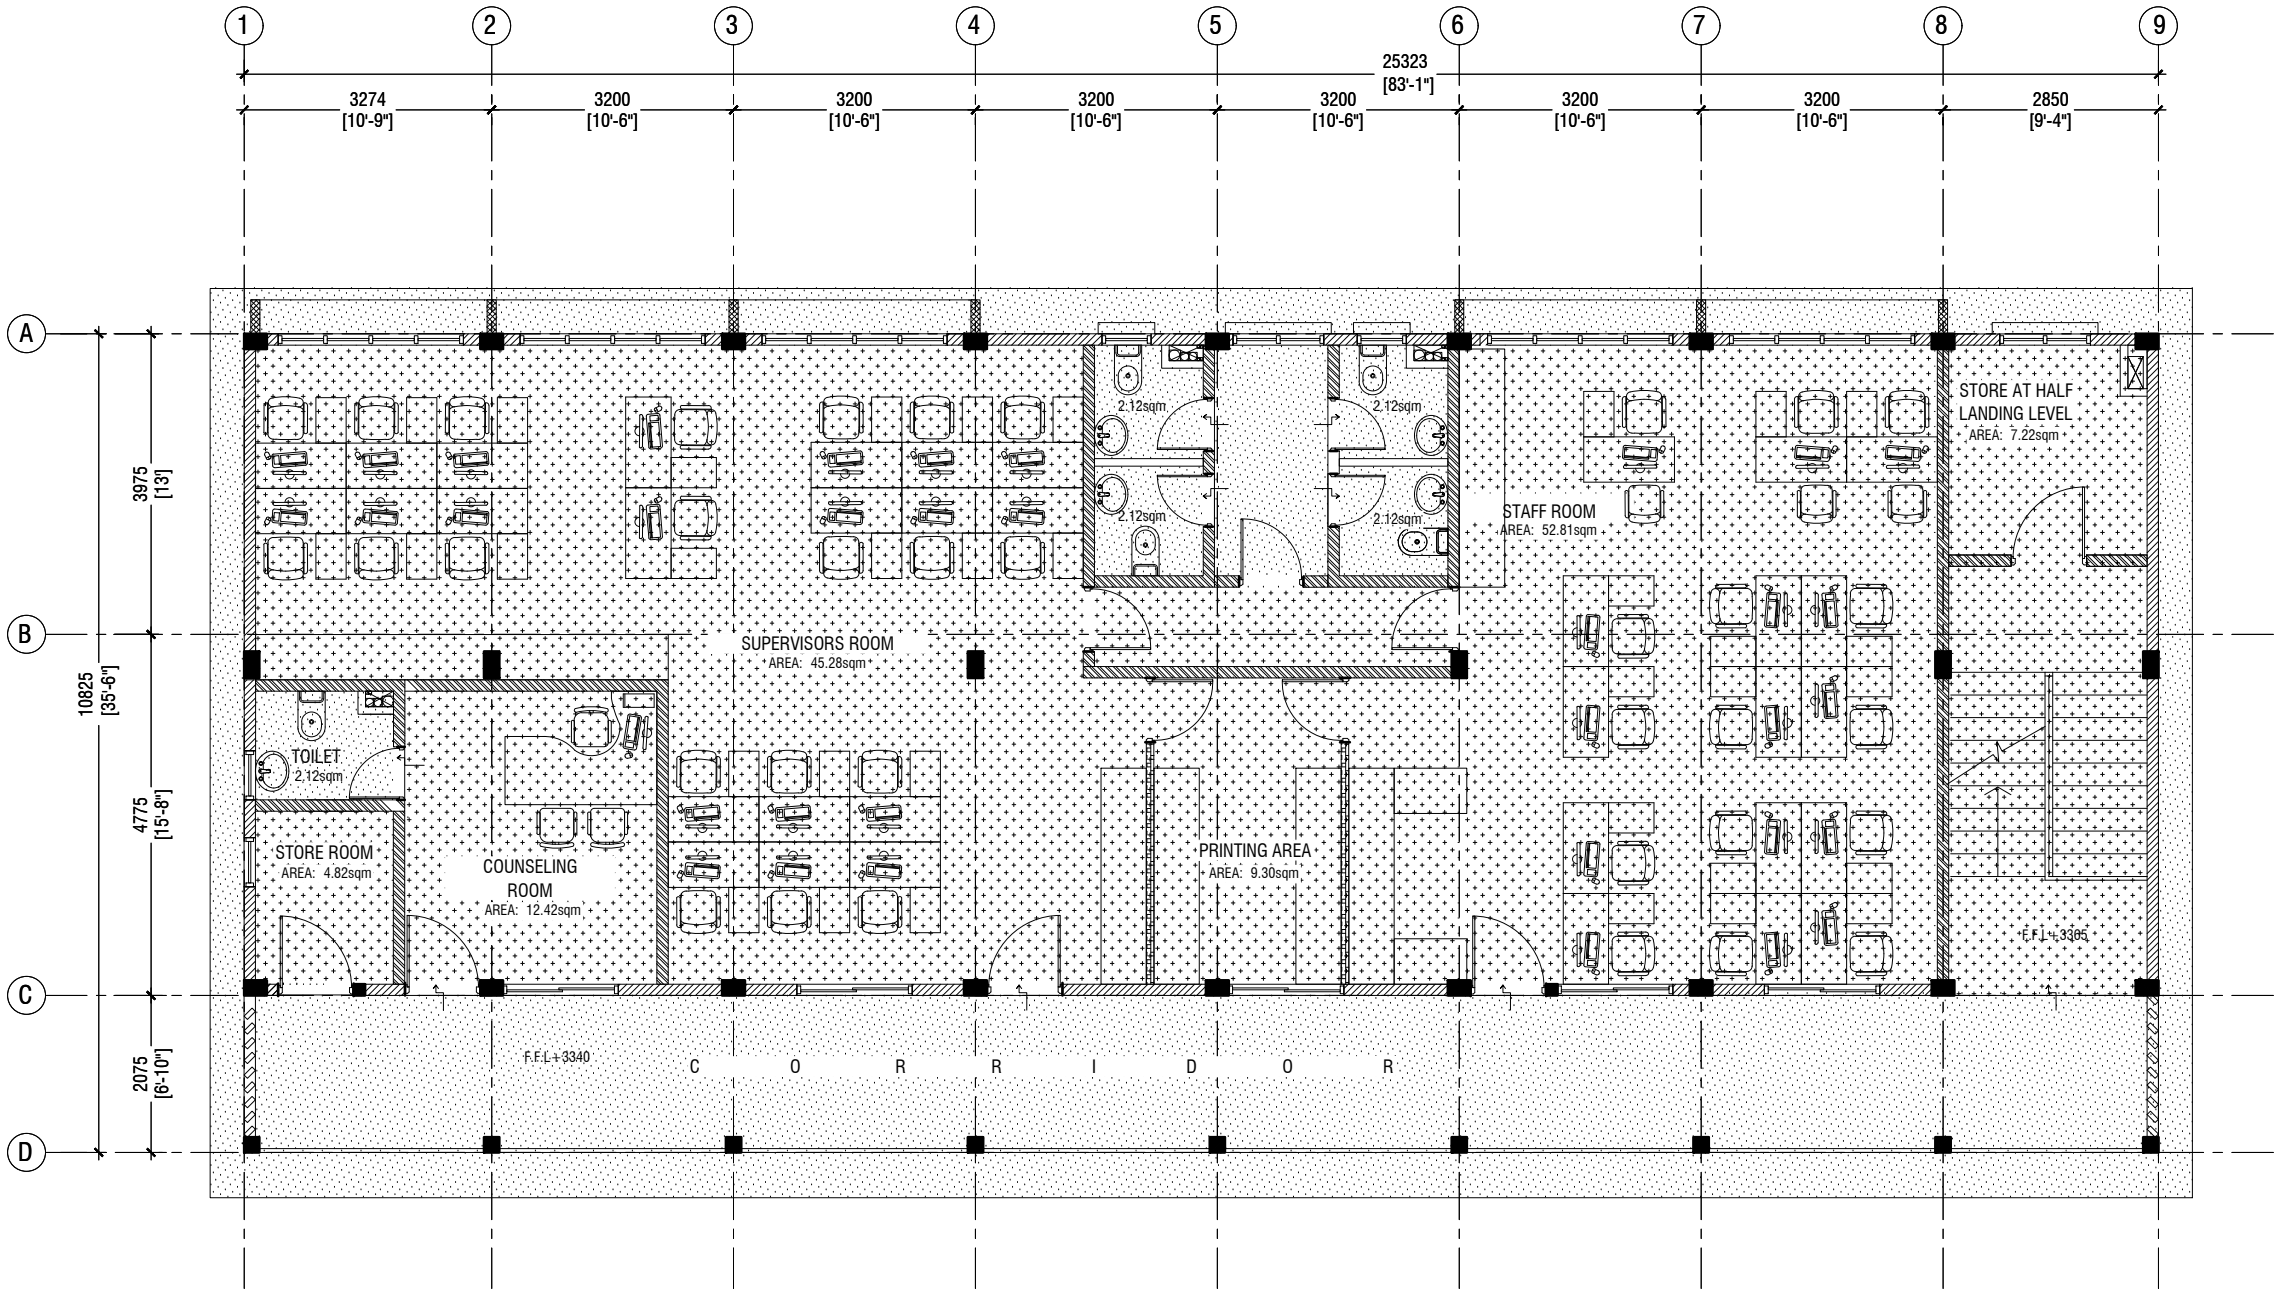 1 2 3 4 5 6 7 8 9
25323
[83'-1"]
3274 3200 3200 3200 3200 3200 3200 2850
[10'-9"] [10'-6"] [10'-6"] [10'-6"] [10'-6"] [10'-6"] [10'-6"] [9'-4"]
A
B
C
D
3975
[13']
10825
[35'-6"]
4775
[15'-8"]
2075
[6'-10"]
2.12sqm
2.12sqm
2.12sqm
2.12sqm
STORE AT HALF
LANDING LEVEL
AREA: 7.22sqm
STAFF ROOM
AREA: 52.81sqm
SUPERVISORS ROOM
AREA: 45.28sqm
TOILET
2.12sqm
STORE ROOM
AREA: 4.82sqm
COUNSELING
ROOM
AREA: 12.42sqm
PRINTING AREA
AREA: 9.30sqm
F.F.L+3365
F.F.L+3340
C O R R I D O R